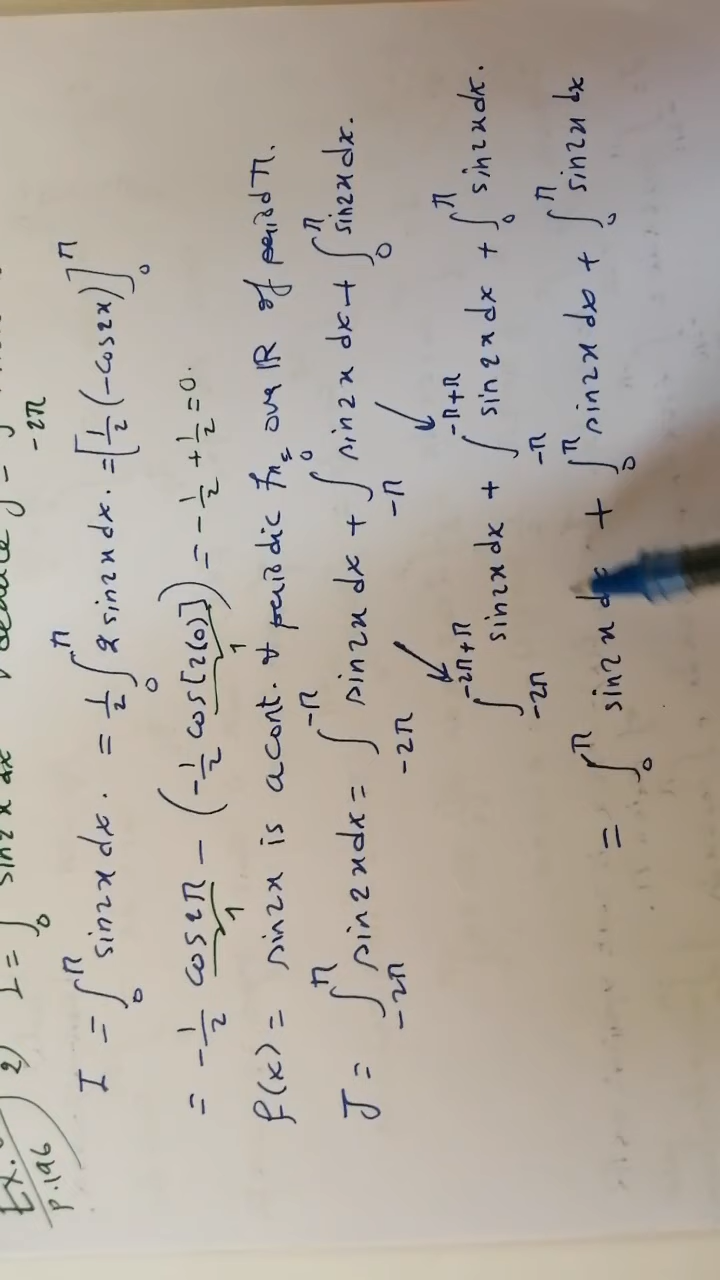 Ex.
p.196
2) I = ∫₀ sin2x dx J = ∫₋₂π
I = ∫₀^π sin2x dx. = 1/2 ∫₀^π 2 sin2x dx. = [1/2 (-cos2x)]₀^π
= -1/2 cos2π - (-1/2 cos[2(0)]) = -1/2 + 1/2 = 0.
1 1
f(x) = sin2x is a cont. & periodic fn over IR of period π.
J = ∫₋₂π^π sin2x dx = ∫₋₂π^-π sin2x dx + ∫₋π^0 sin2x dx + ∫₀^π sin2x dx.
∫₋₂π^-2π+π sin2x dx + ∫₋π^-π+π sin2x dx + ∫₀^π sin2x dx.
= ∫₀^π sin2x dx + ∫₀^π sin2x dx + ∫₀^π sin2x dx